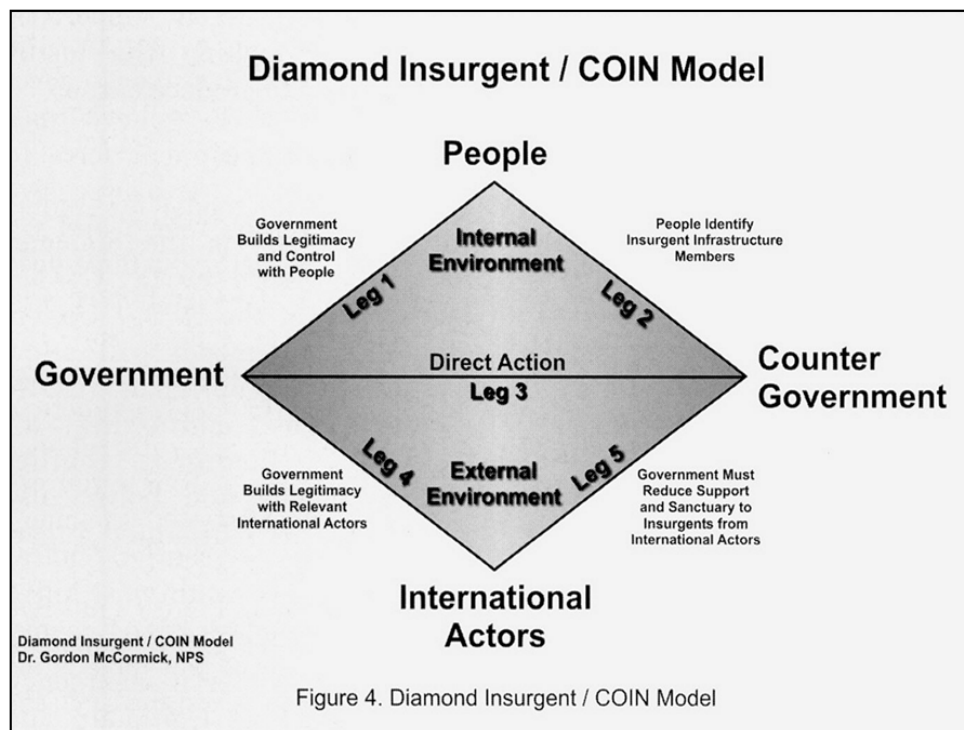 Diamond Insurgent / COIN Model
People
Government
Builds Legitimacy
and Control
with People
Internal
Environment
People Identify
Insurgent Infrastructure
Members
Leg 1
Leg 2
Government
Direct Action
Leg 3
Counter
Government
Leg 4
External
Environment
Leg 5
Government
Builds Legitimacy
with Relevant
International Actors
Government Must
Reduce Support
and Sanctuary to
Insurgents from
International Actors
International
Actors
Diamond Insurgent / COIN Model
Dr. Gordon McCormick, NPS
Figure 4. Diamond Insurgent / COIN Model